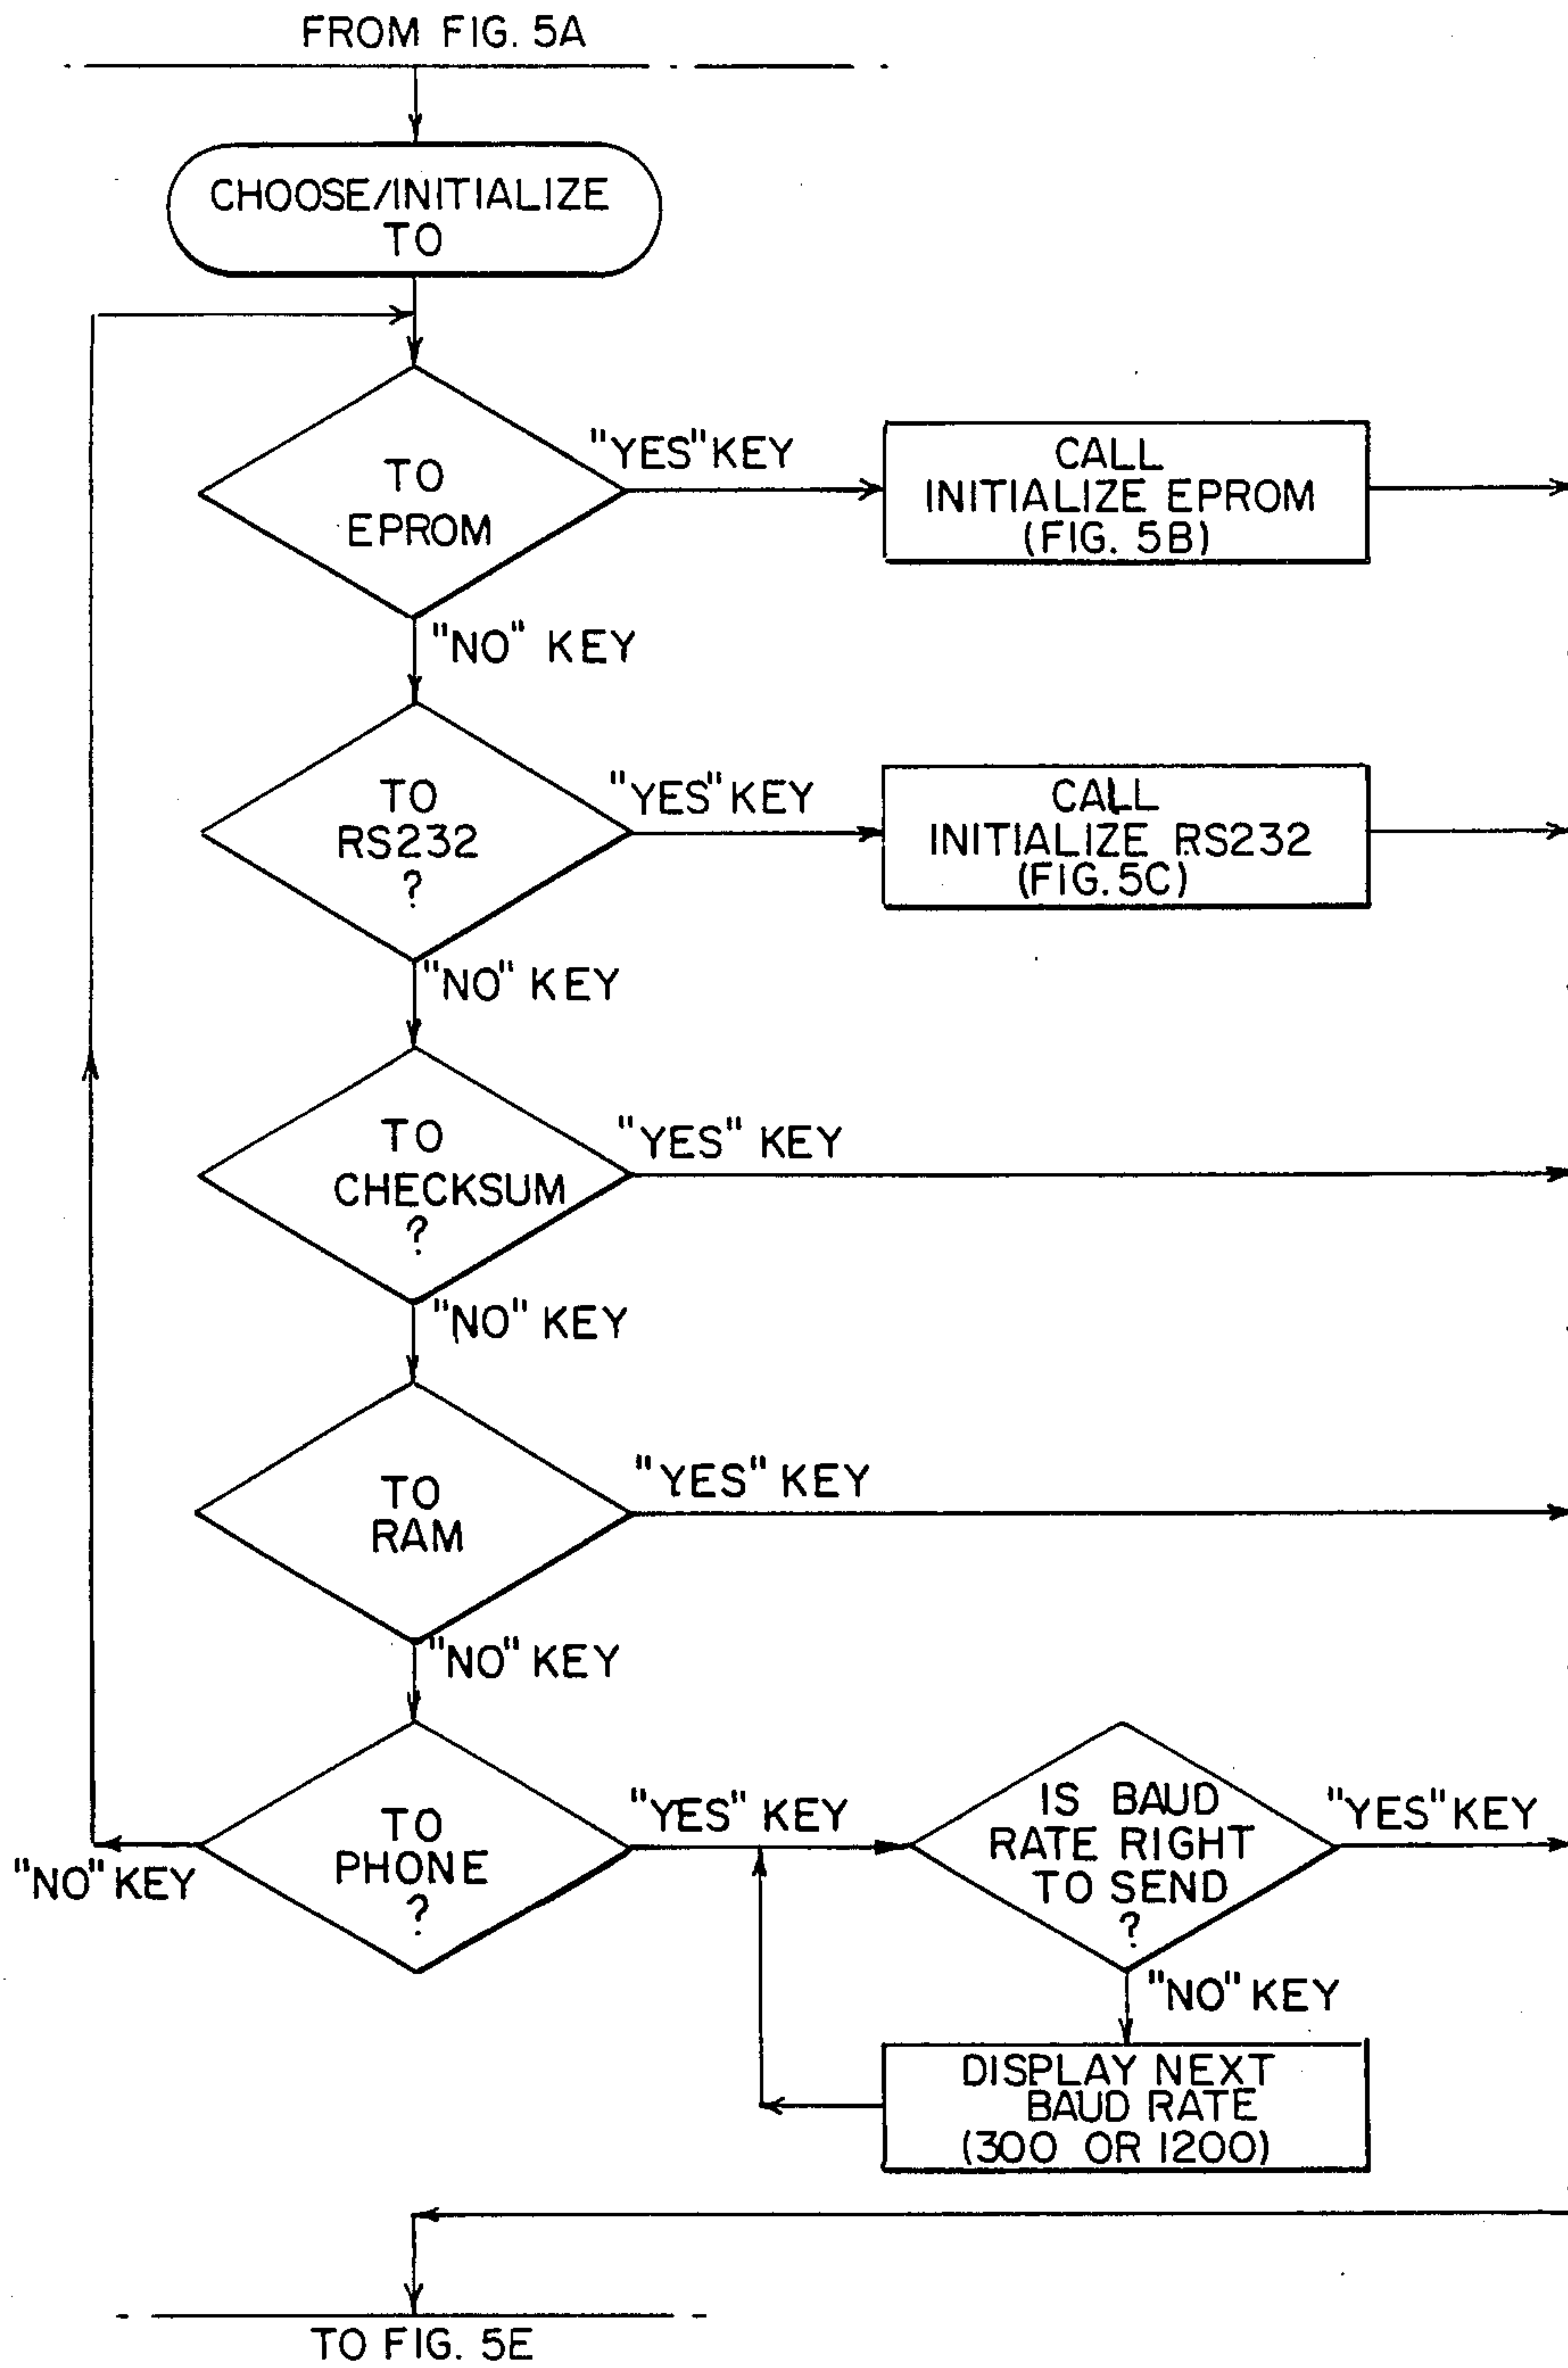 FROM FIG. 5A
CHOOSE/INITIALIZE
TO
TO
EPROM
"YES" KEY
CALL
INITIALIZE EPROM
(FIG. 5B)
"NO" KEY
TO
RS232
?
"YES" KEY
CALL
INITIALIZE RS232
(FIG. 5C)
"NO" KEY
TO
CHECKSUM
?
"YES" KEY
"NO" KEY
TO
RAM
"YES" KEY
"NO" KEY
TO
PHONE
?
"NO" KEY
"YES" KEY
IS BAUD
RATE RIGHT
TO SEND
?
"YES" KEY
"NO" KEY
DISPLAY NEXT
BAUD RATE
(300 OR 1200)
TO FIG. 5E